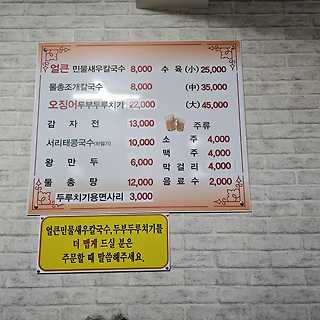 얼큰 민물새우칼국수 8,000
물총조개칼국수 8,000
오징어두부두루치기 22,000
감자전 13,000
서리태콩국수(여름) 10,000
왕만두 6,000
물총탕 12,000
두루치기용면사리 3,000
수육(小) 25,000
(中) 35,000
(大) 45,000
주류
소주 4,000
맥주 4,000
막걸리 4,000
음료수 2,000
얼큰민물새우칼국수, 두부두루치기를
더 맵게 드실 분은
주문할 때 말씀해주세요.